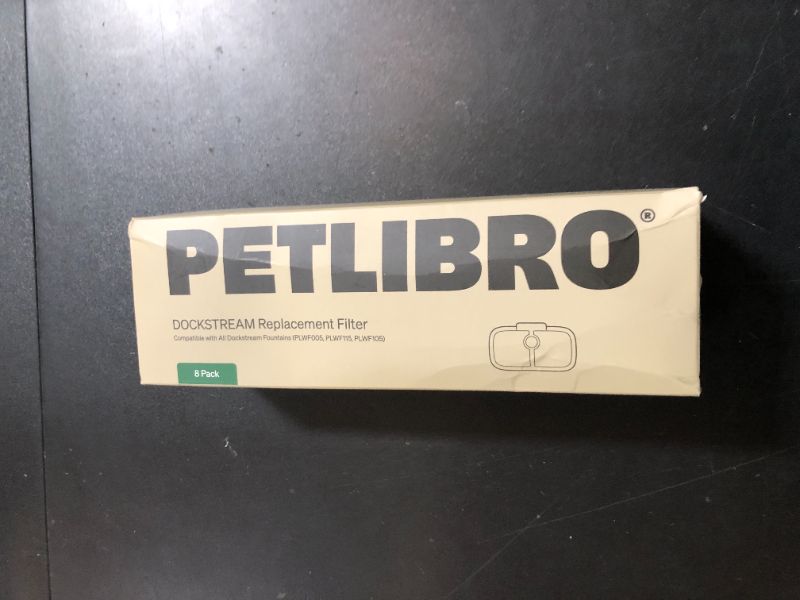 PETLIBRO®
DOCKSTREAM Replacement Filter
Compatible with All Dockstream Fountains (PLWF005, PLWF115, PLWF105)
8 Pack